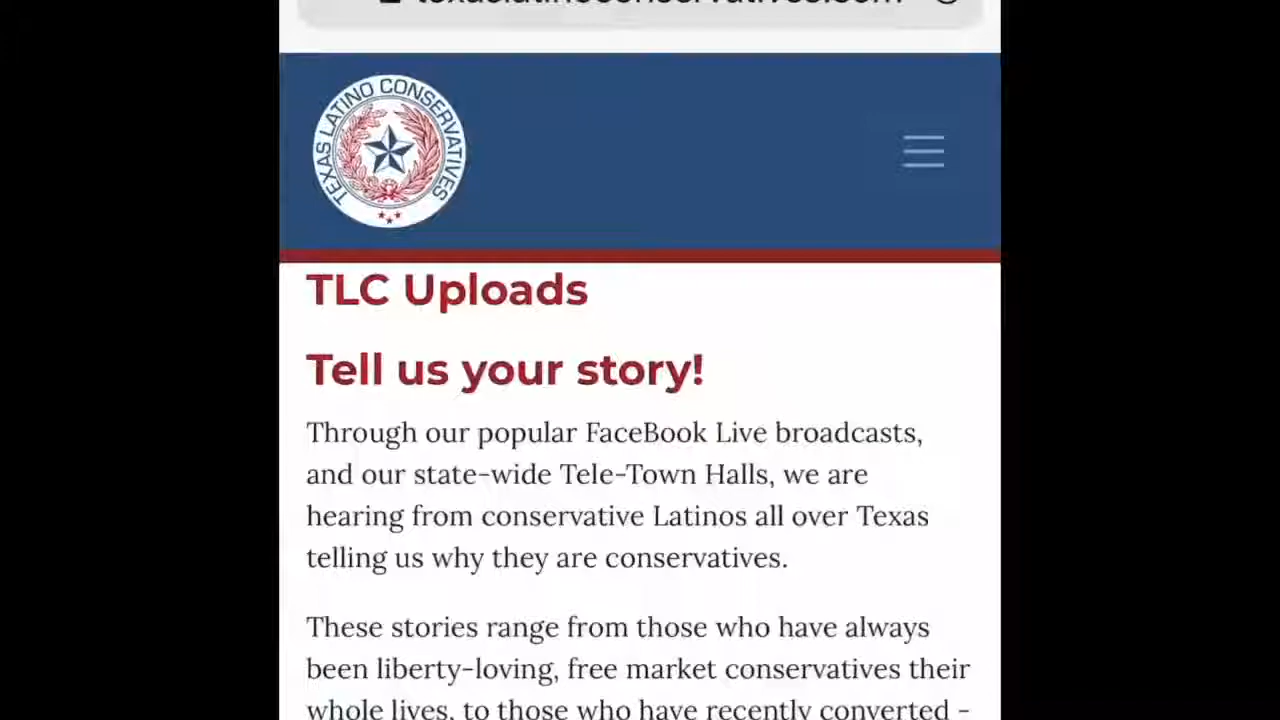 texaslatinoconservatives.com
TEXAS LATINO CONSERVATIVES
TLC Uploads
Tell us your story!
Through our popular FaceBook Live broadcasts,
and our state-wide Tele-Town Halls, we are
hearing from conservative Latinos all over Texas
telling us why they are conservatives.
These stories range from those who have always
been liberty-loving, free market conservatives their
whole lives, to those who have recently converted -